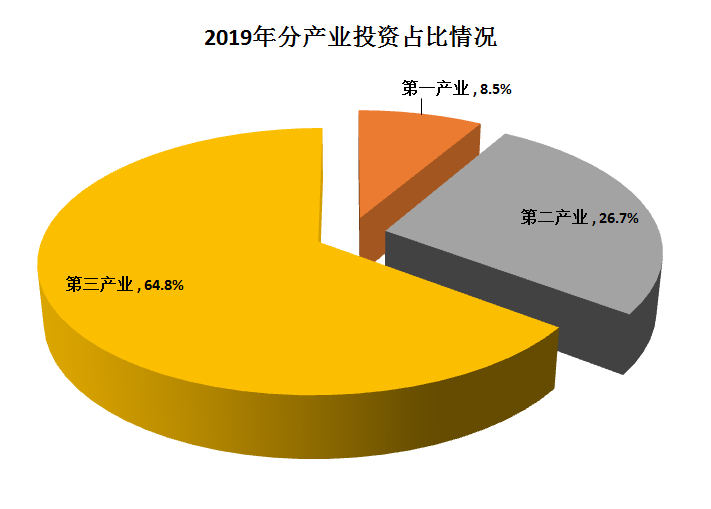 2019年分产业投资占比情况
第一产业 , 8.5%
第二产业 , 26.7%
第三产业 , 64.8%